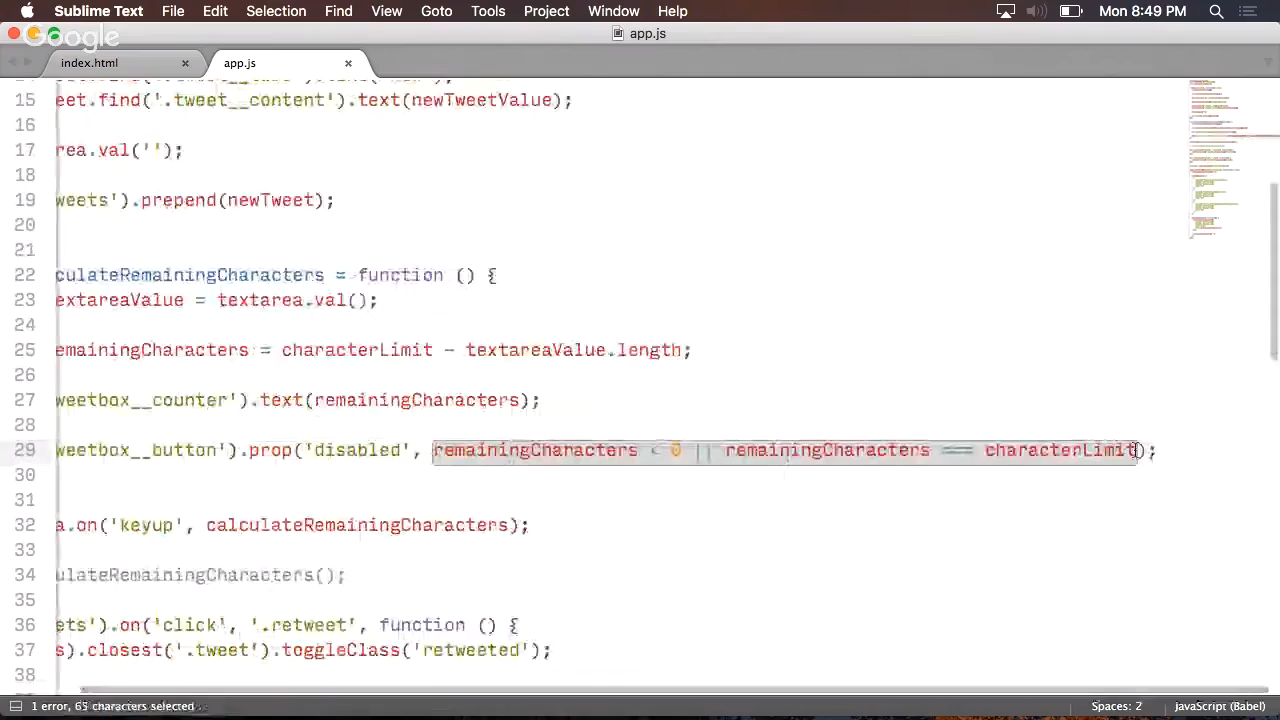 Sublime Text File Edit Selection Find View Goto Tools Project Window Help Mon 8:49 PM
Google
app.js
index.html × app.js ×
15 eet.find('.tweet__content').text(newTweetValue);
16
17 rea.val('');
18
19 weets').prepend(newTweet);
20
21
22 culateRemainingCharacters = function () {
23 extareaValue = textarea.val();
24
25 emainingCharacters = characterLimit - textareaValue.length;
26
27 weetbox__counter').text(remainingCharacters);
28
29 weetbox__button').prop('disabled', remainingCharacters < 0 || remainingCharacters === characterLimit);
30
31
32 a.on('keyup', calculateRemainingCharacters);
33
34 ulateRemainingCharacters();
35
36 ets').on('click', '.retweet', function () {
37 s).closest('.tweet').toggleClass('retweeted');
38
1 error, 65 characters selected Spaces: 2 JavaScript (Babel)